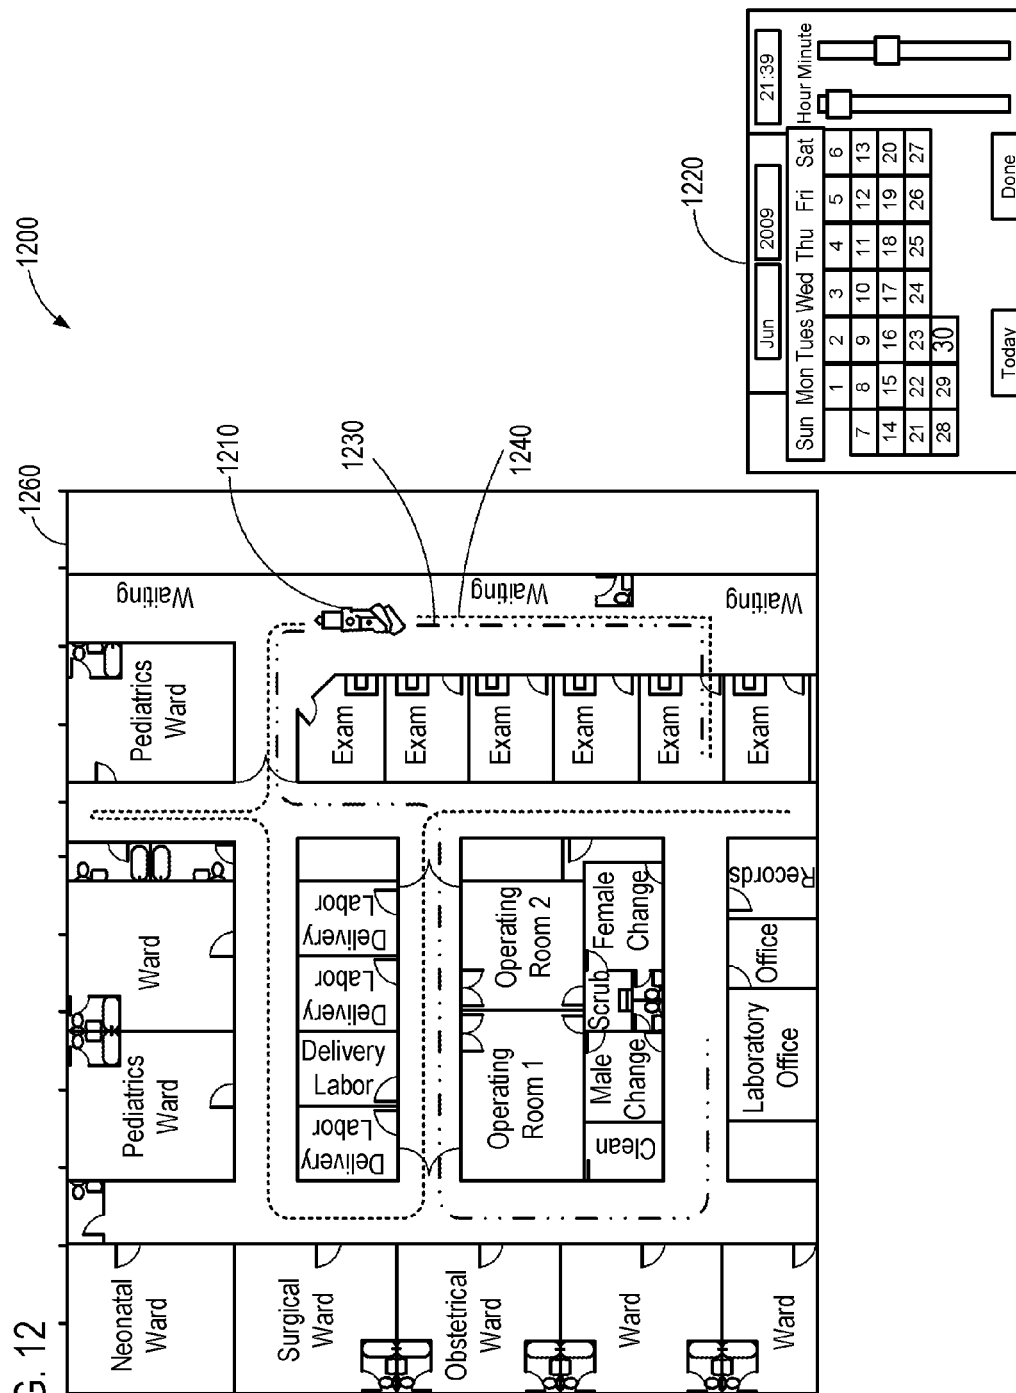 G. 12
1200
1260
1210
1230
1240
1220
Neonatal
Ward
Surgical
Ward
Obstetrical
Ward
Ward
Ward
Pediatrics
Ward
Ward
Pediatrics
Ward
Waiting
Waiting
Waiting
Labor
Delivery
Delivery
Labor
Labor
Delivery
Labor
Delivery
Operating
Room 1
Operating
Room 2
Clean
Male
Change
Scrub
Female
Change
Laboratory
Office
Office
Records
Exam
Exam
Exam
Exam
Exam
Exam
Jun
2009
21:39
Sun Mon Tues Wed Thu Fri Sat
Hour Minute
1 2 3 4 5 6
7 8 9 10 11 12 13
14 15 16 17 18 19 20
21 22 23 24 25 26 27
28 29 30
Today
Done